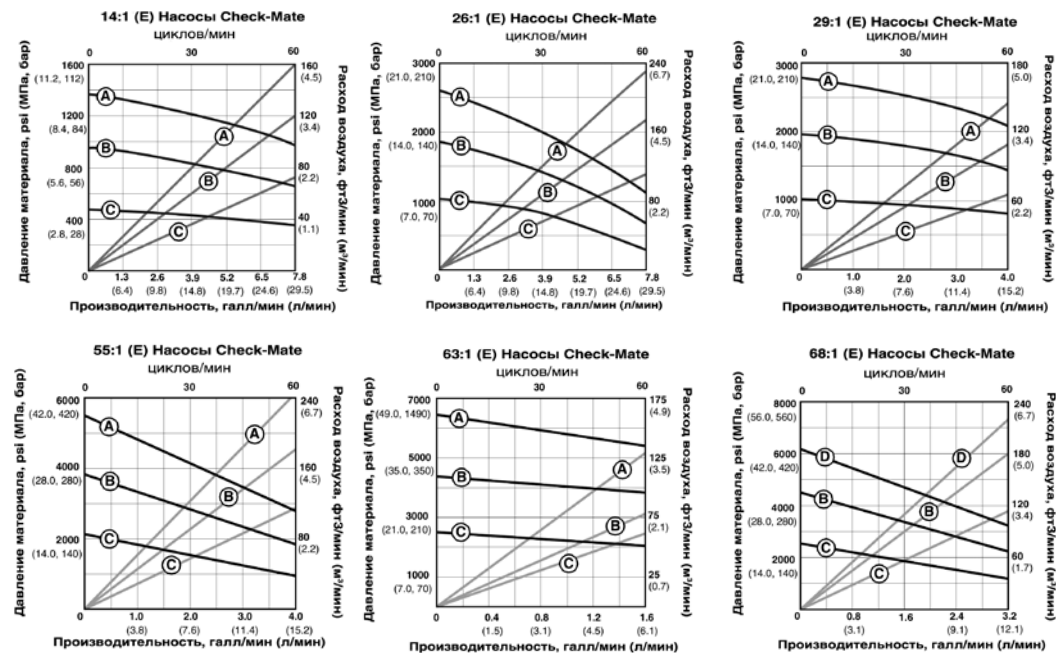 14:1 (E) Насосы Check-Mate
циклов/мин
0 30 60
Давление материала, psi (МПа, бар)
1600
(11.2, 112)
1200
(8.4, 84)
800
(5.6, 56)
400
(2.8, 28)
A
B
C
A
B
C
160
(4.5)
120
(3.4)
80
(2.2)
40
(1.1)
Расход воздуха, фт3/мин (м³/мин)
0 1.3 2.6 3.9 5.2 6.5 7.8
(6.4) (9.8) (14.8) (19.7) (24.6) (29.5)
Производительность, галл/мин (л/мин)
26:1 (E) Насосы Check-Mate
циклов/мин
0 30 60
Давление материала, psi (МПа, бар)
3000
(21.0, 210)
2000
(14.0, 140)
1000
(7.0, 70)
0
A
B
C
A
B
C
240
(6.7)
160
(4.5)
80
(2.2)
Расход воздуха, фт3/мин (м³/мин)
0 1.3 2.6 3.9 5.2 6.5 7.8
(6.4) (9.8) (14.8) (19.7) (24.6) (29.5)
Производительность, галл/мин (л/мин)
29:1 (E) Насосы Check-Mate
циклов/мин
0 30 60
Давление материала, psi (МПа, бар)
3000
(21.0, 210)
2000
(14.0, 140)
1000
(7.0, 70)
0
A
B
C
A
B
C
180
(5.0)
120
(3.4)
60
(2.2)
Расход воздуха, фт3/мин (м³/мин)
0 1.0 2.0 3.0 4.0
(3.8) (7.6) (11.4) (15.2)
Производительность, галл/мин (л/мин)
55:1 (E) Насосы Check-Mate
циклов/мин
0 30 60
Давление материала, psi (МПа, бар)
6000
(42.0, 420)
4000
(28.0, 280)
2000
(14.0, 140)
A
B
C
A
B
C
240
(6.7)
160
(4.5)
80
(2.2)
Расход воздуха, фт3/мин (м³/мин)
0 1.0 2.0 3.0 4.0
(3.8) (7.6) (11.4) (15.2)
Производительность, галл/мин (л/мин)
63:1 (E) Насосы Check-Mate
циклов/мин
0 30 60
Давление материала, psi (МПа, бар)
7000
(49.0, 1490)
5000
(35.0, 350)
3000
(21.0, 210)
1000
(7.0, 70)
A
B
C
A
B
C
175
(4.9)
125
(3.5)
75
(2.1)
25
(0.7)
Расход воздуха, фт3/мин (м³/мин)
0 0.4 0.8 1.2 1.6
(1.5) (3.1) (4.5) (6.1)
Производительность, галл/мин (л/мин)
68:1 (E) Насосы Check-Mate
циклов/мин
0 30 60
Давление материала, psi (МПа, бар)
8000
(56.0, 560)
6000
(42.0, 420)
4000
(28.0, 280)
2000
(14.0, 140)
D
B
C
D
B
C
240
(6.7)
180
(5.0)
120
(3.4)
60
(1.7)
Расход воздуха, фт3/мин (м³/мин)
0 0.8 1.6 2.4 3.2
(3.1) (6.1) (9.1) (12.1)
Производительность, галл/мин (л/мин)